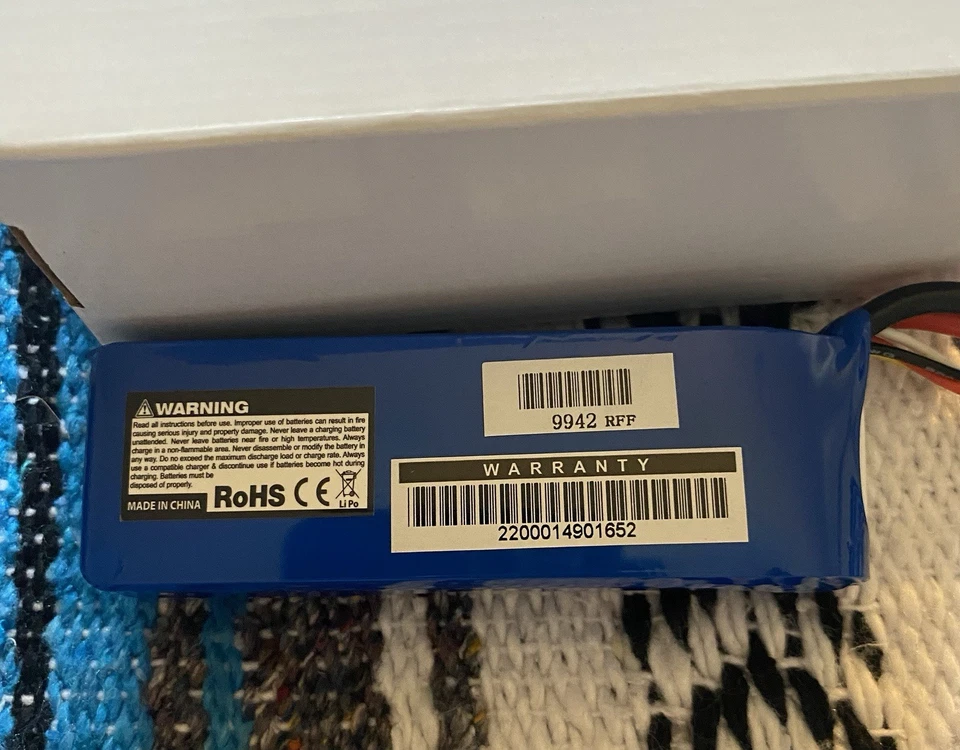 WARNING
Read all instructions before use. Improper use of batteries can result in fire
causing serious injury and property damage. Never leave a charging battery
unattended. Never leave batteries near fire or high temperatures. Always
charge in a non-flammable area. Never disassemble or modify the battery in
any way. Do no exceed the maximum discharge load or charge rate. Always
use a compatible charger & discontinue use if batteries become hot during
charging. Batteries must be
disposed of properly.
MADE IN CHINA RoHS CE Li Po
9942 RFF
WARRANTY
2200014901652